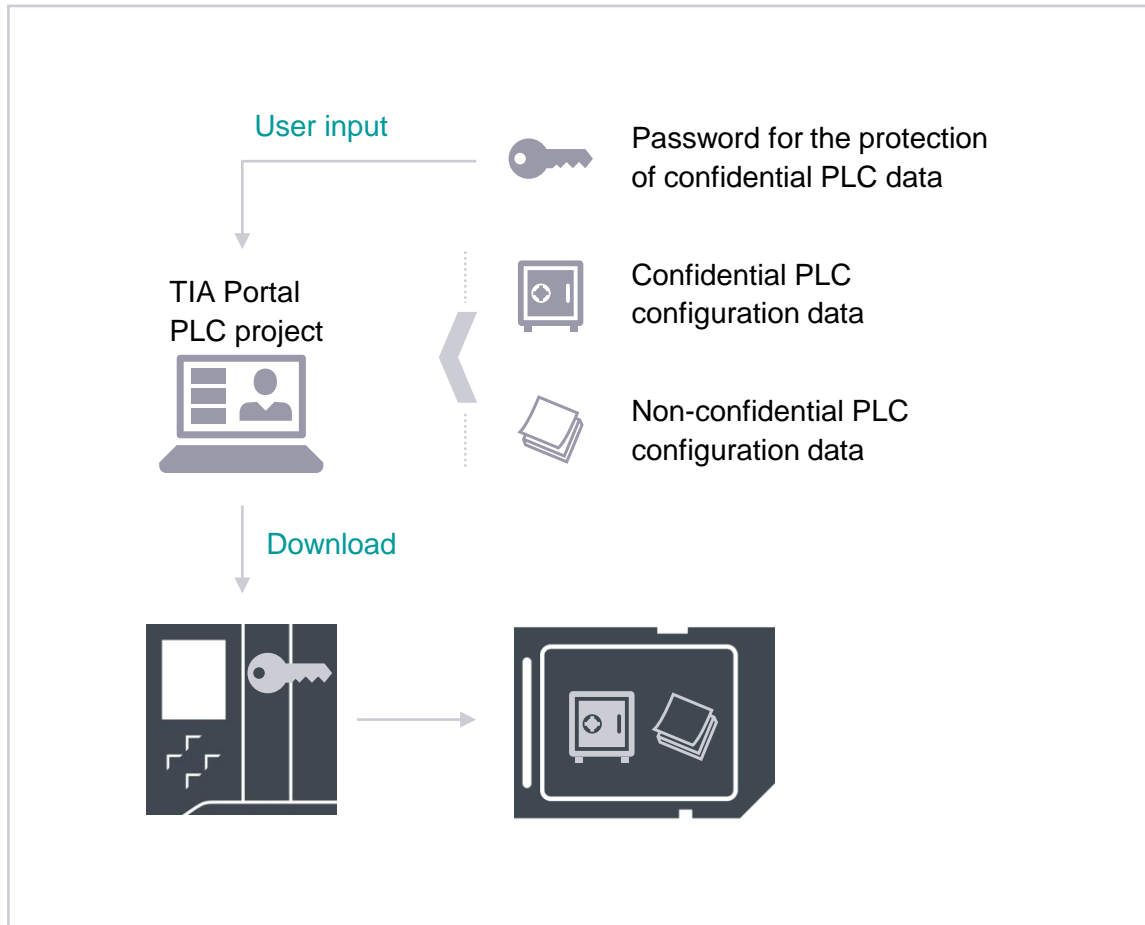 User input
Password for the protection
of confidential PLC data
TIA Portal
PLC project
Confidential PLC
configuration data
Non-confidential PLC
configuration data
Download